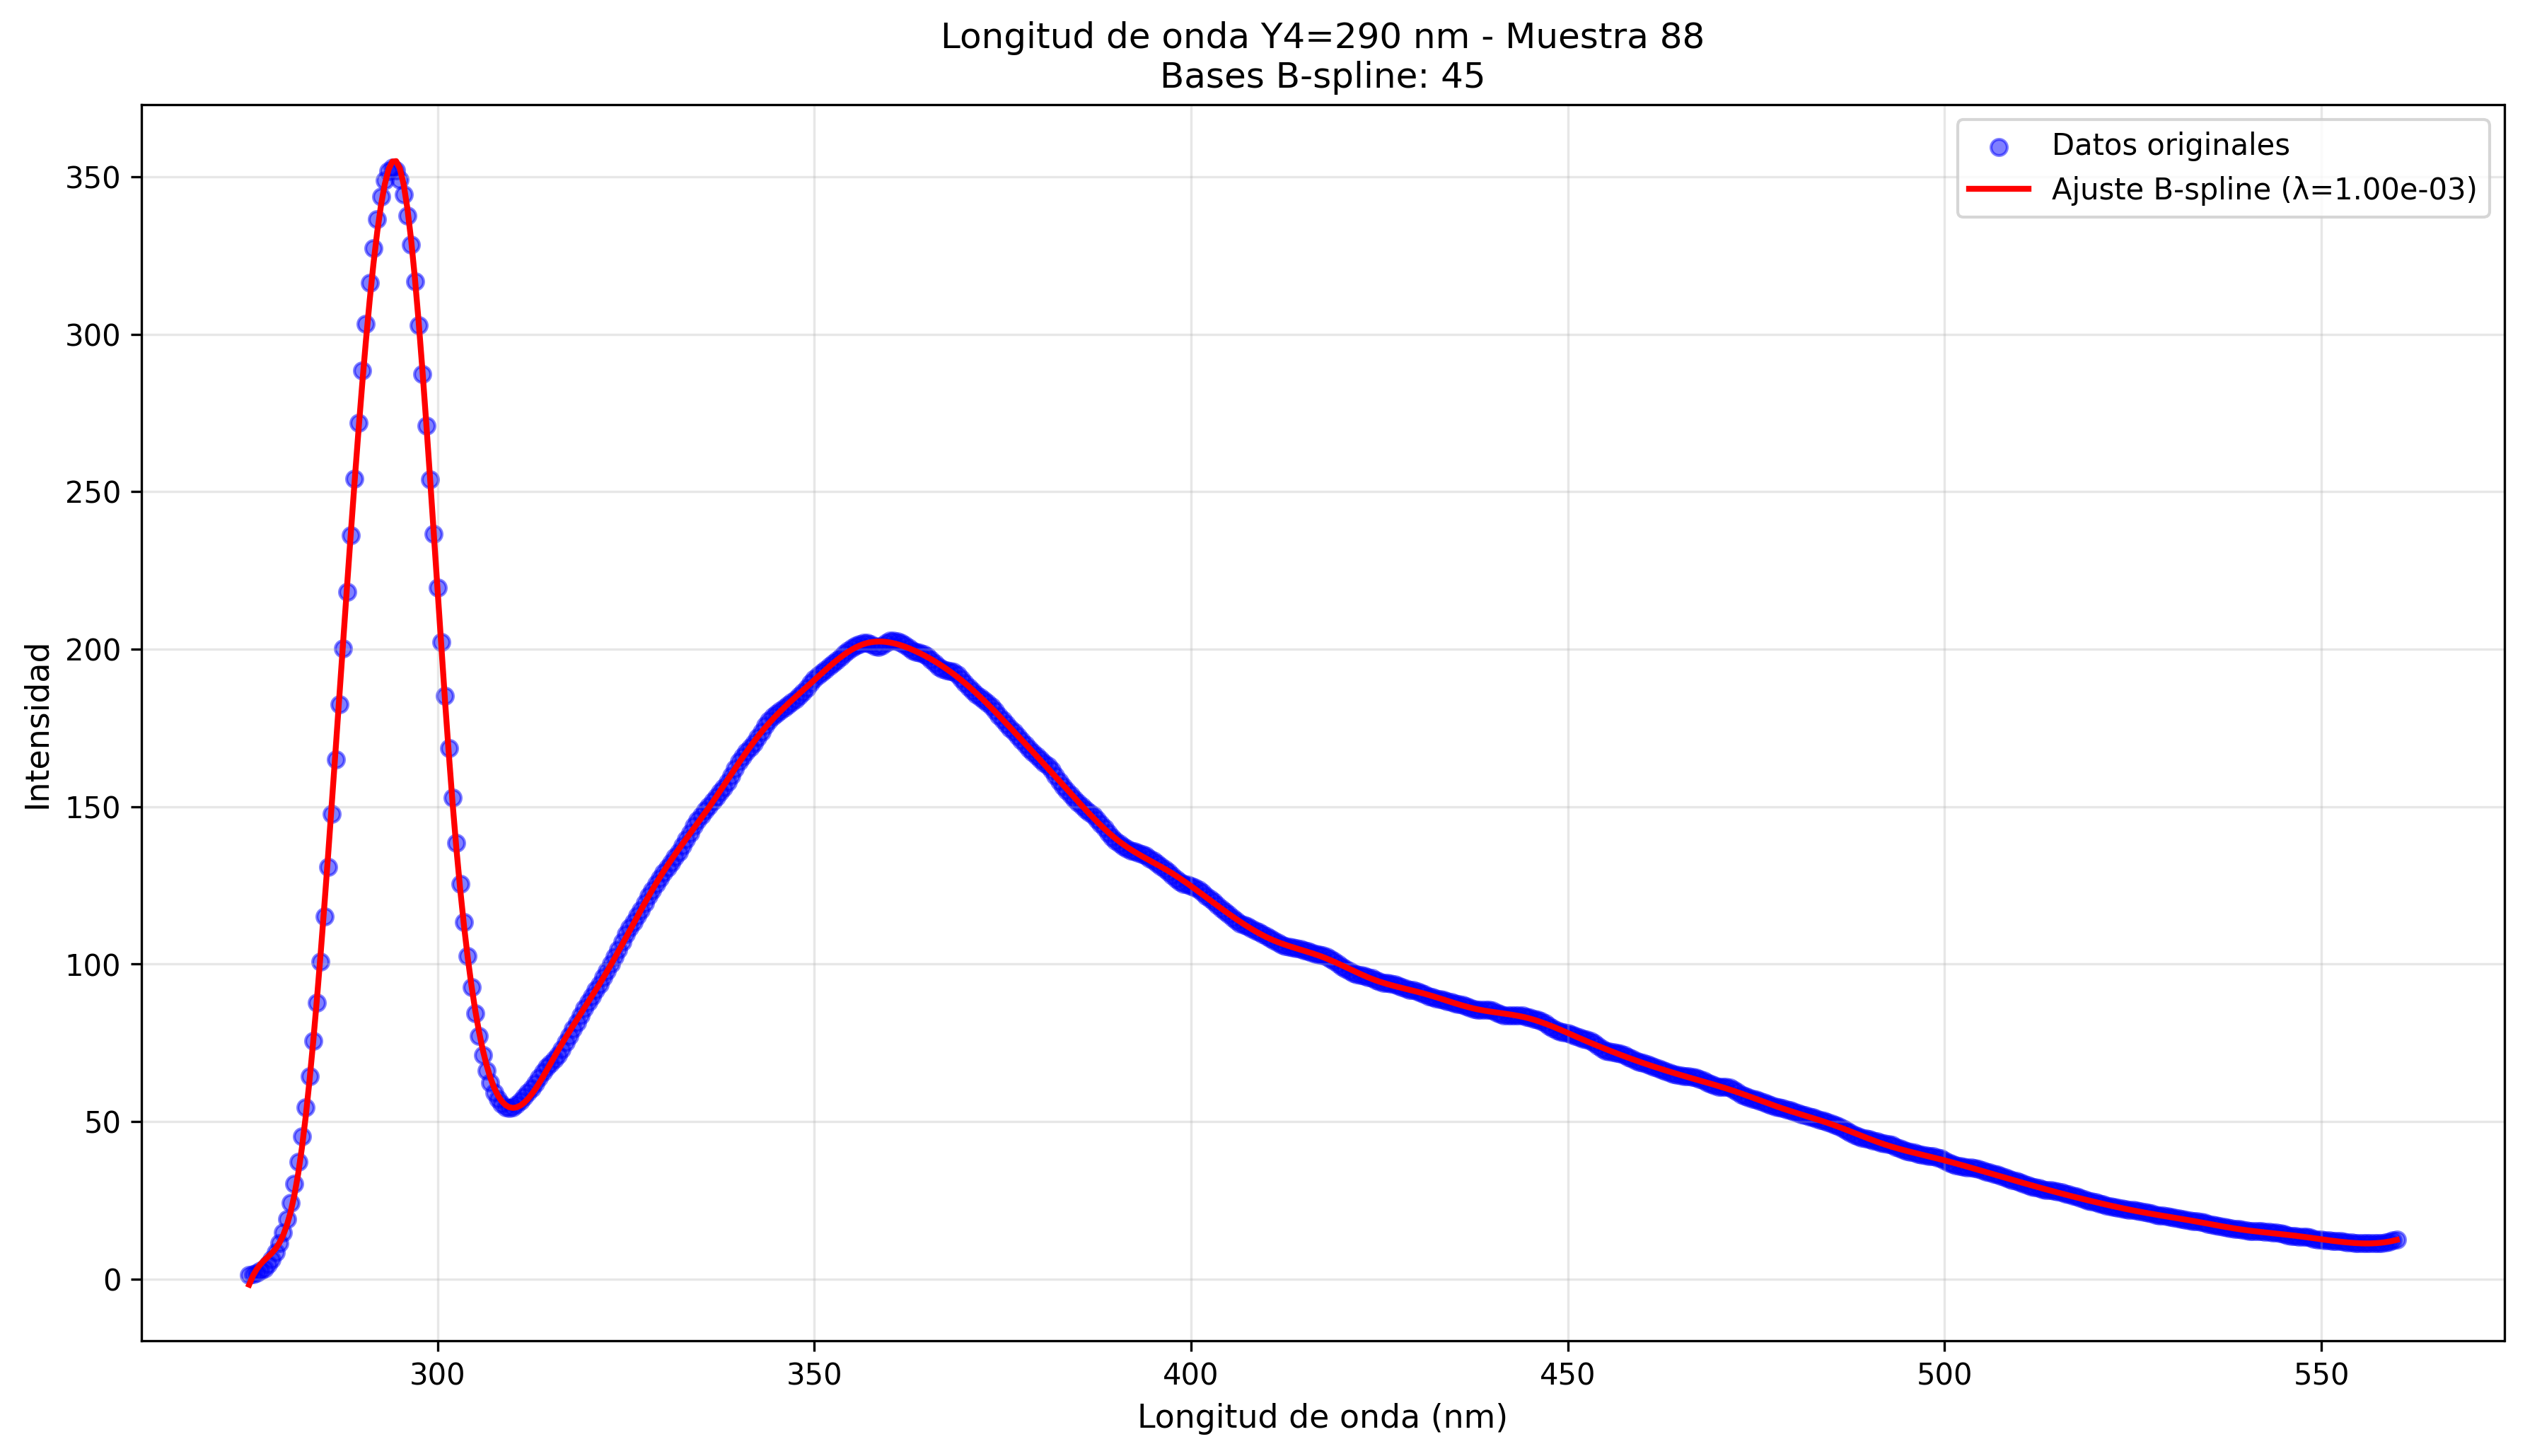 Longitud de onda Y4=290 nm - Muestra 88
Bases B-spline: 45
Datos originales
Ajuste B-spline (λ=1.00e-03)
Intensidad
350
300
250
200
150
100
50
0
300 350 400 450 500 550
Longitud de onda (nm)